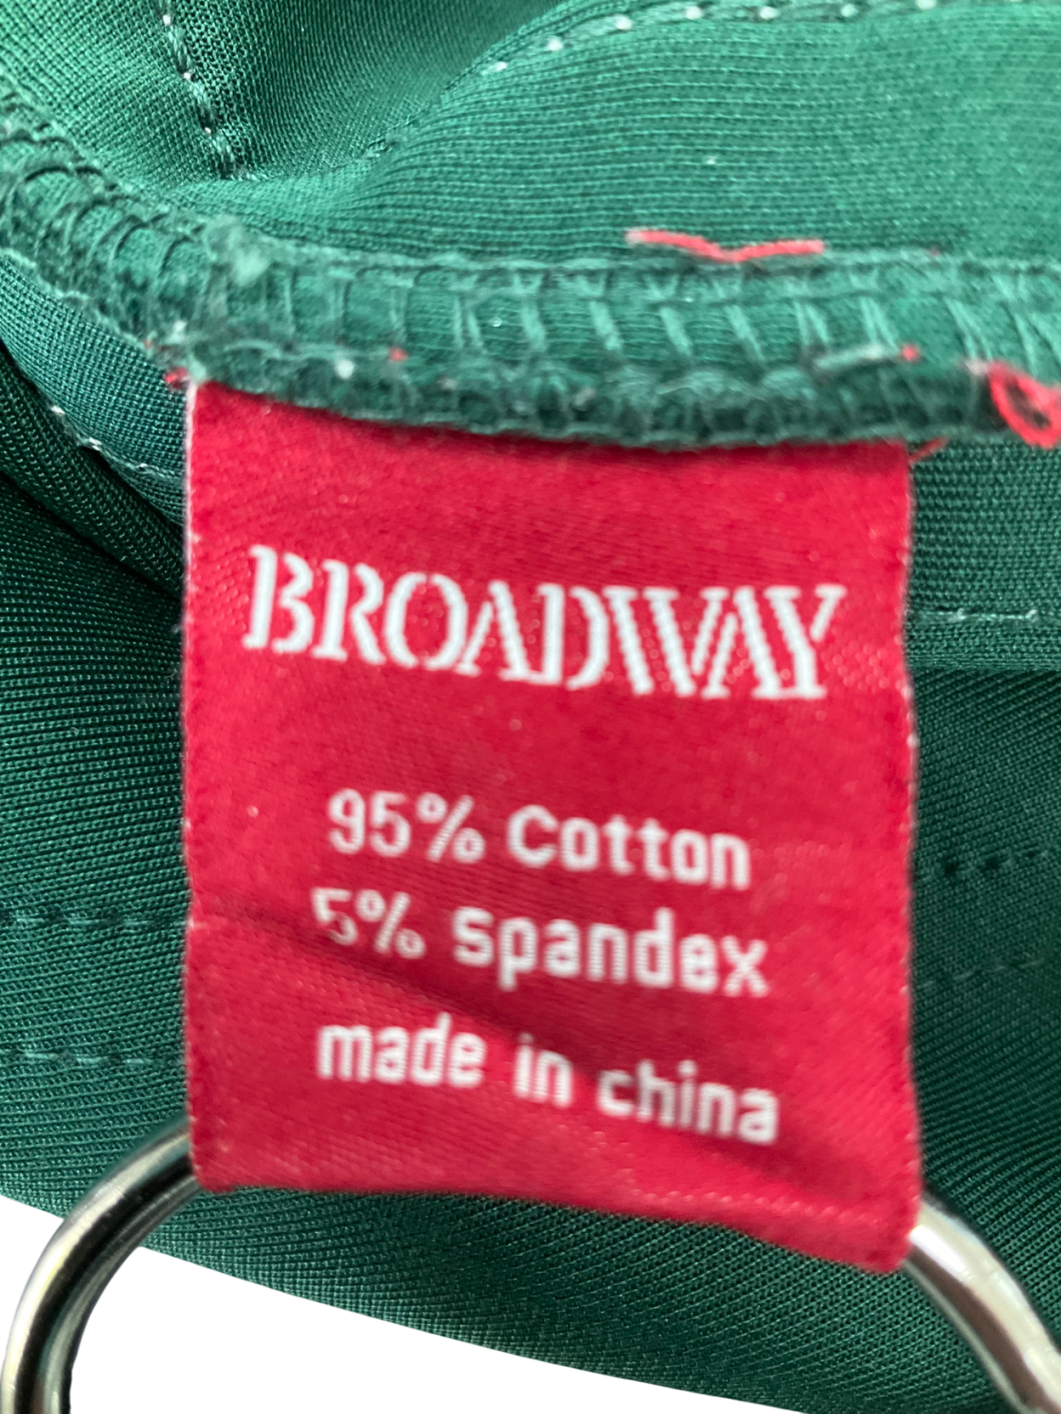 BROADWAY
95% Cotton
5% Spandex
made in china